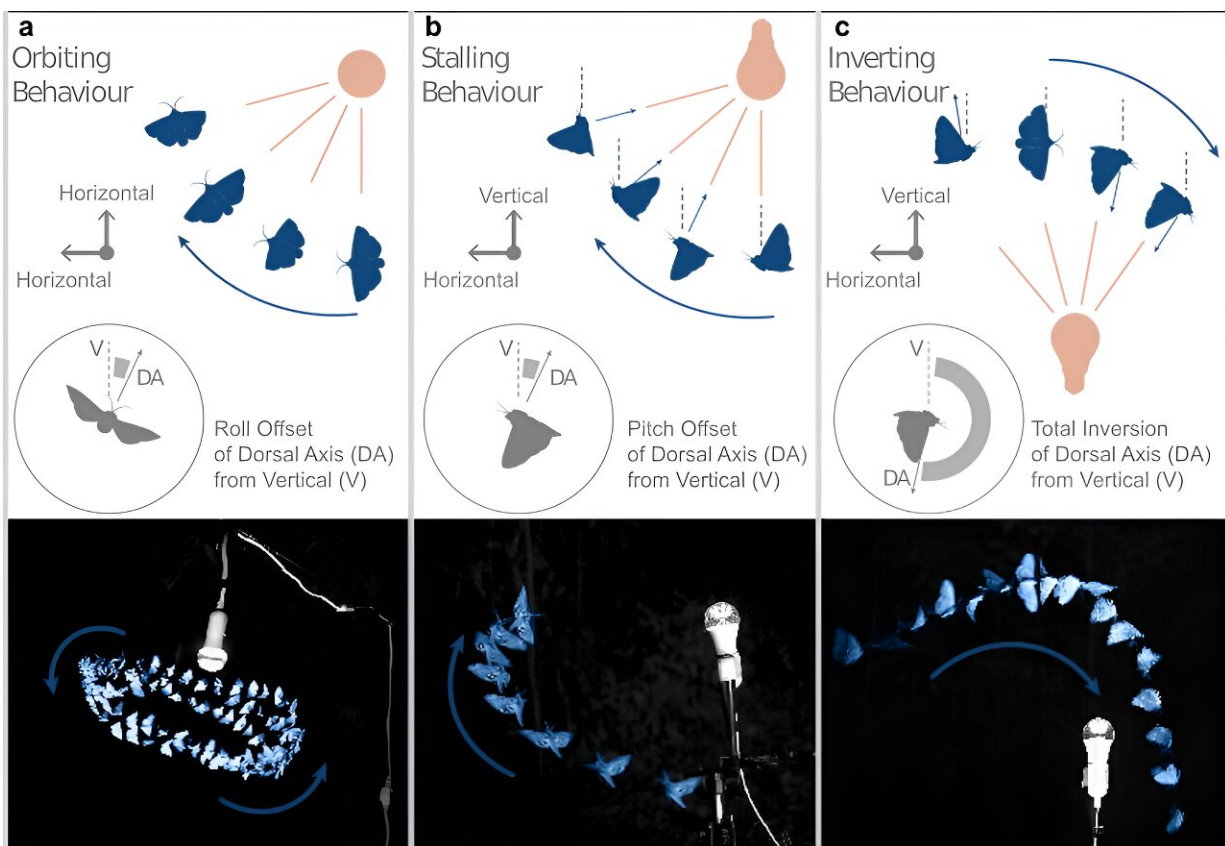 a
Orbiting
Behaviour
Horizontal
Horizontal
V
DA
Roll Offset
of Dorsal Axis (DA)
from Vertical (V)
b
Stalling
Behaviour
Vertical
Horizontal
V
DA
Pitch Offset
of Dorsal Axis (DA)
from Vertical (V)
c
Inverting
Behaviour
Vertical
Horizontal
V
DA
Total Inversion
of Dorsal Axis (DA)
from Vertical (V)